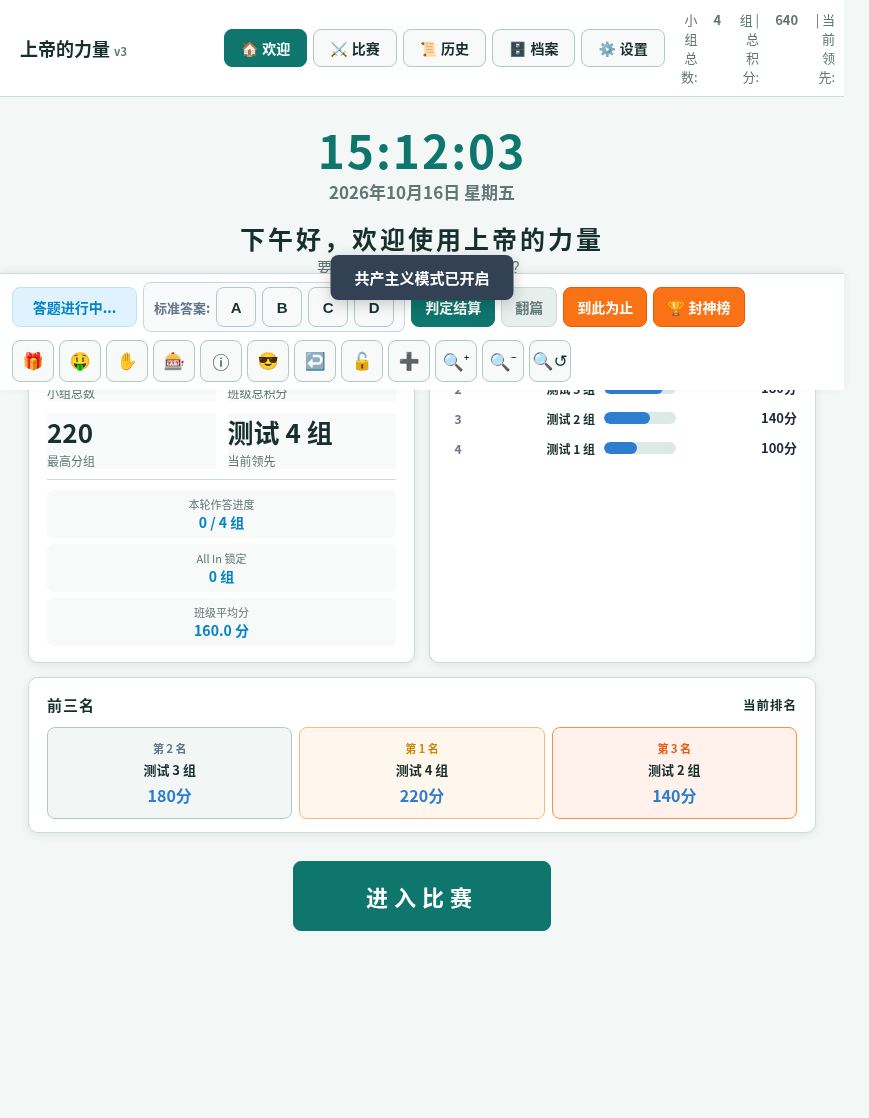 上帝的力量 v3
🏠 欢迎
⚔️ 比赛
📜 历史
🗄️ 档案
⚙️ 设置
小组总数: 4 组 | 总积分: 640 | 当前领先:
15:12:03
2026年10月16日 星期五
下午好，欢迎使用上帝的力量
共产主义模式已开启
答题进行中...
标准答案:
A
B
C
D
判定结算
翻篇
到此为止
🏆 封神榜
小组总数
班级总积分
220
最高分组
测试 4 组
当前领先
本轮作答进度
0 / 4 组
All In 锁定
0 组
班级平均分
160.0 分
2 测试 3 组 180分
3 测试 2 组 140分
4 测试 1 组 100分
前三名
当前排名
第 2 名
测试 3 组
180分
第 1 名
测试 4 组
220分
第 3 名
测试 2 组
140分
进入比赛